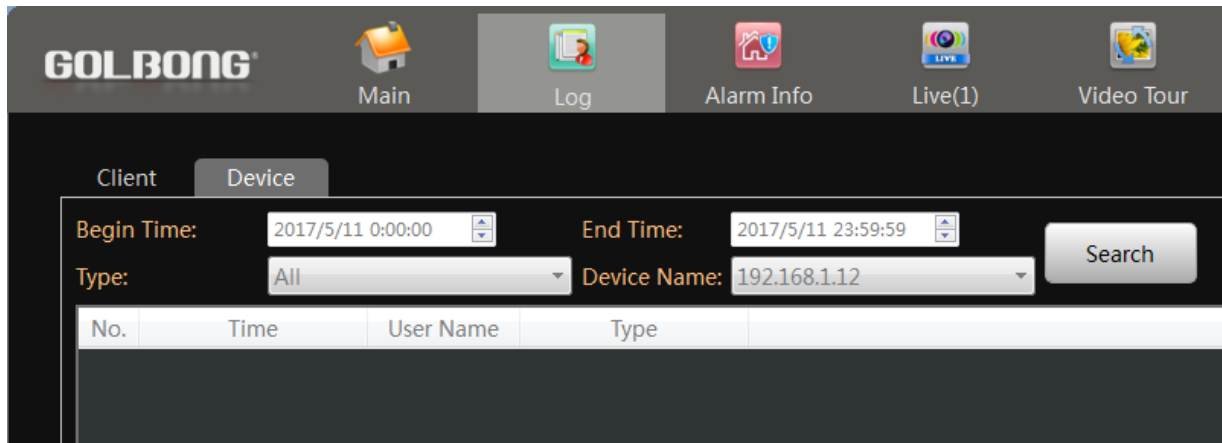 GOLBONG®
Main
Log
Alarm Info
LIVE
Live(1)
Video Tour
Client Device
Begin Time: 2017/5/11 0:00:00 End Time: 2017/5/11 23:59:59
Search
Type: All Device Name: 192.168.1.12
No. Time User Name Type